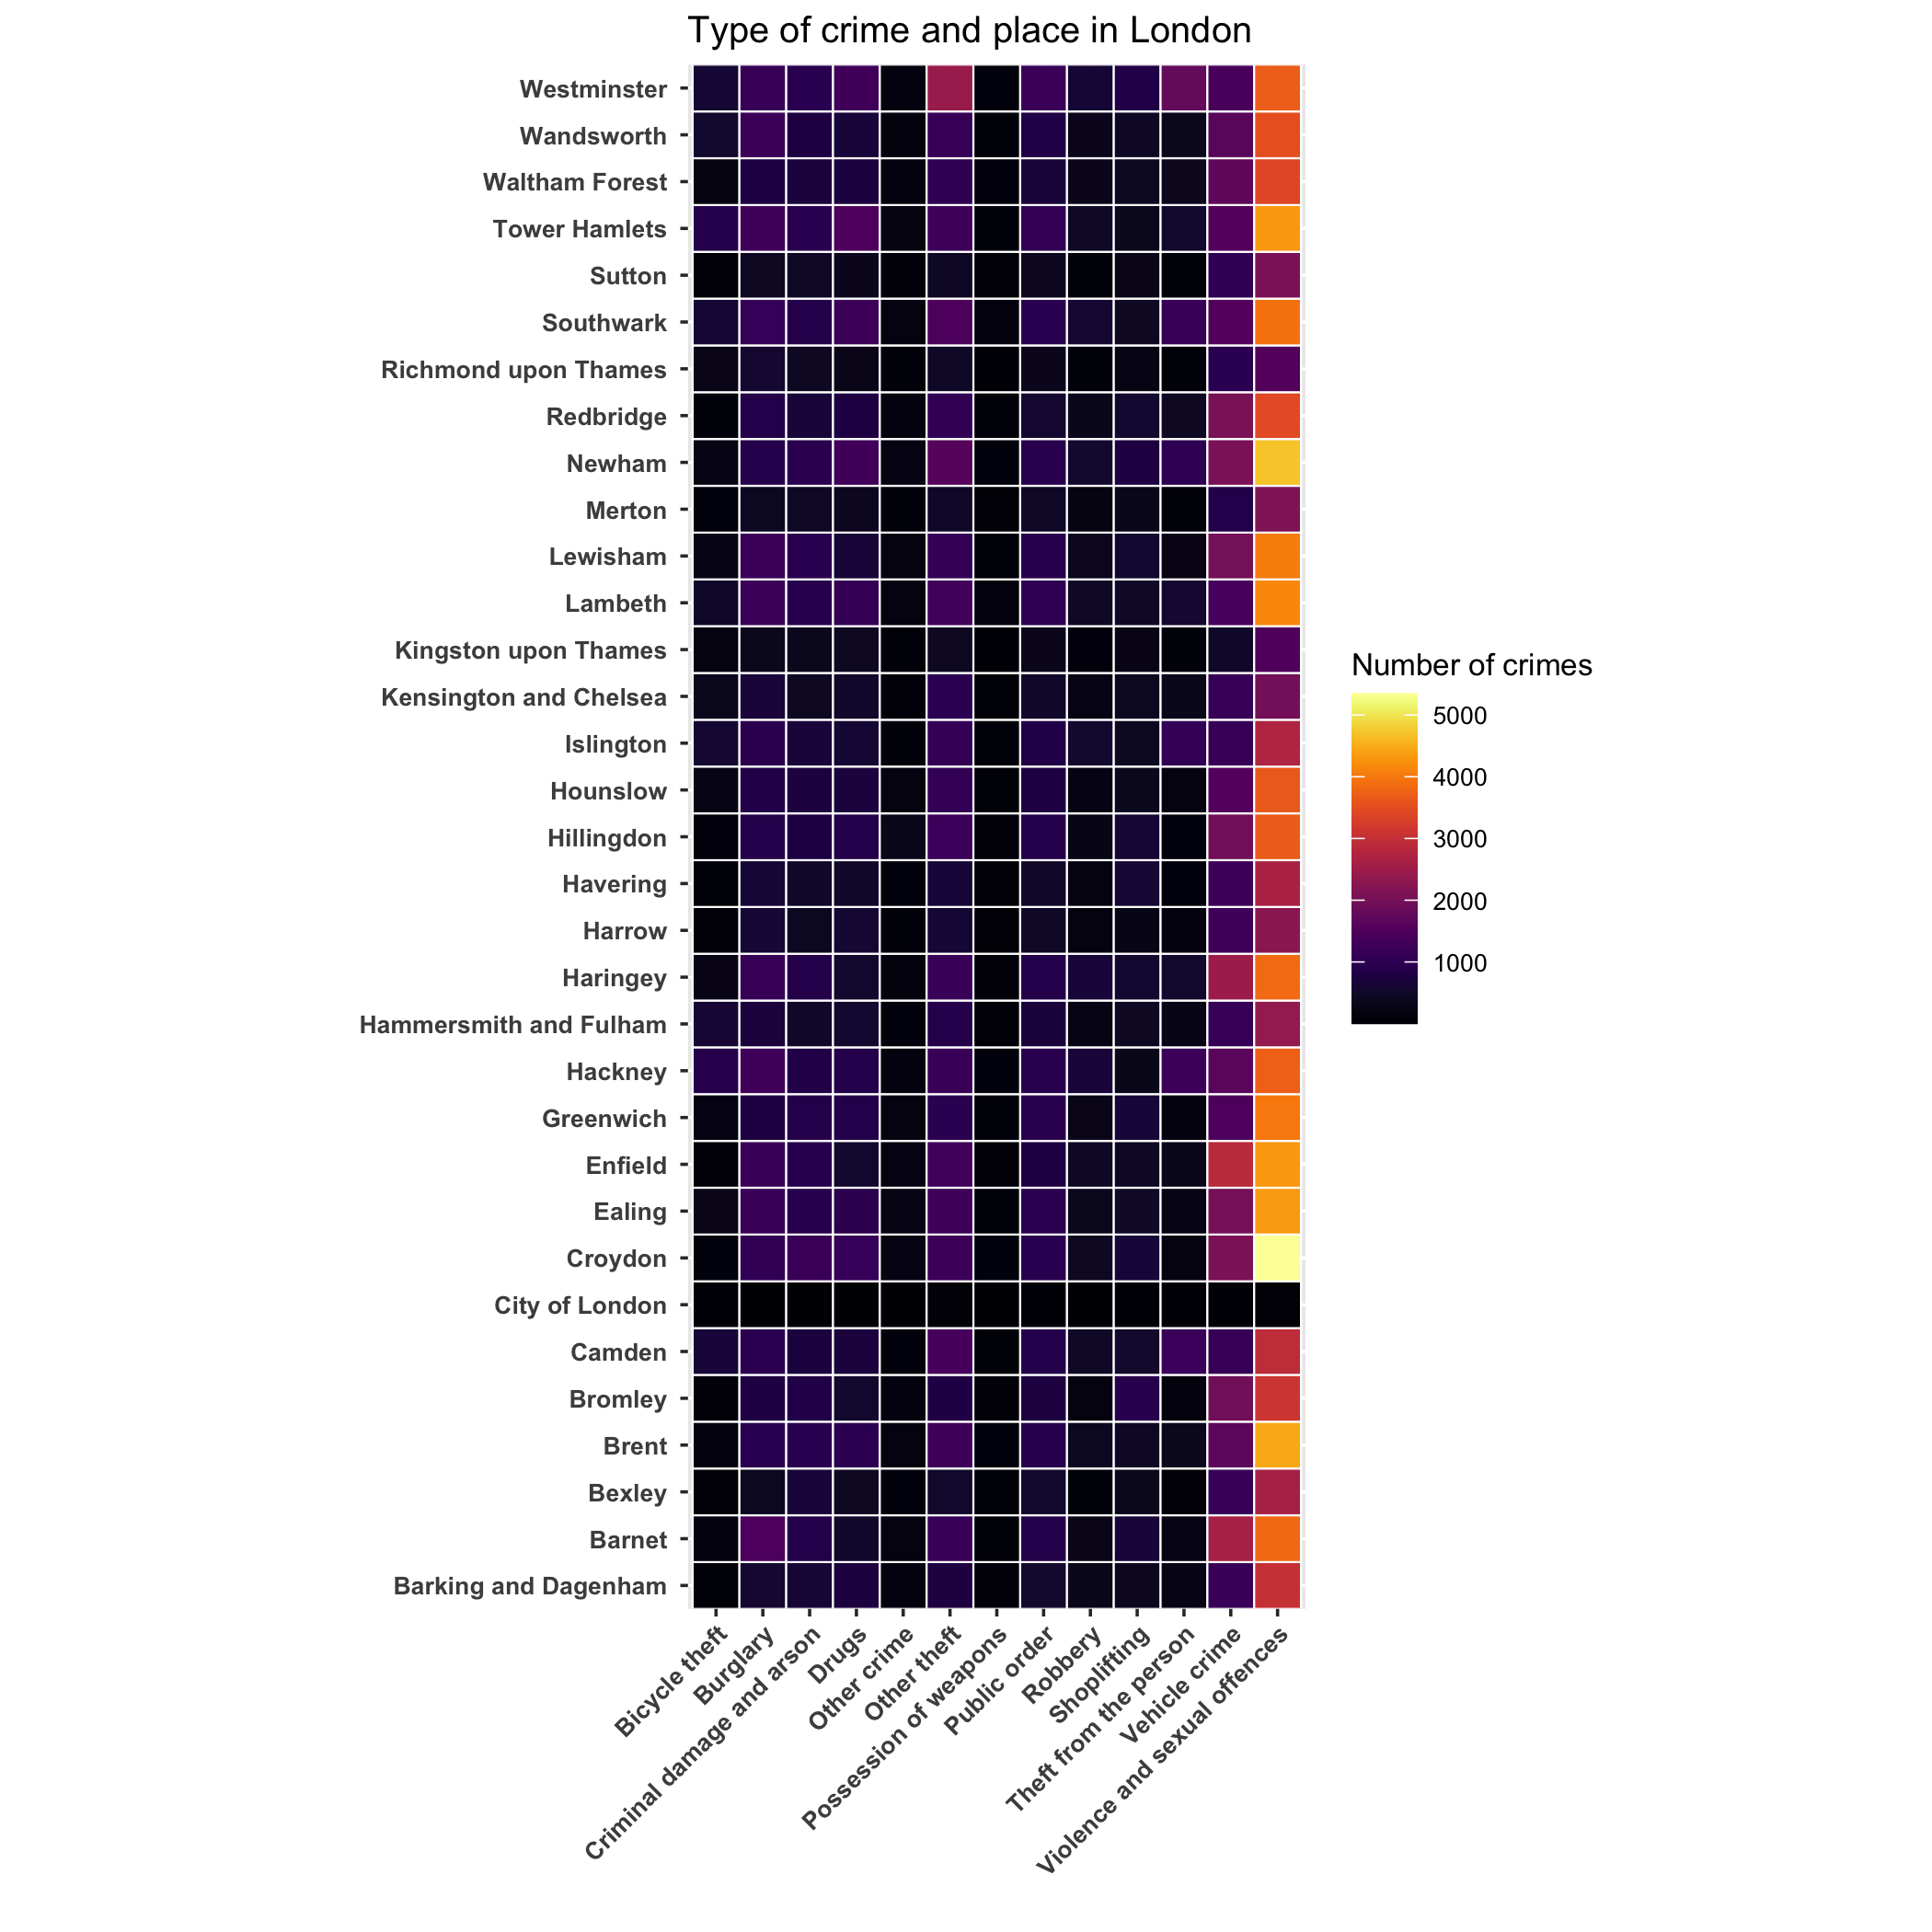 Type of crime and place in London
Westminster
Wandsworth
Waltham Forest
Tower Hamlets
Sutton
Southwark
Richmond upon Thames
Redbridge
Newham
Merton
Lewisham
Lambeth
Kingston upon Thames
Kensington and Chelsea
Islington
Hounslow
Hillingdon
Havering
Harrow
Haringey
Hammersmith and Fulham
Hackney
Greenwich
Enfield
Ealing
Croydon
City of London
Camden
Bromley
Brent
Bexley
Barnet
Barking and Dagenham
Bicycle theft
Burglary
Criminal damage and arson
Drugs
Other crime
Other theft
Possession of weapons
Public order
Robbery
Shoplifting
Theft from the person
Vehicle crime
Violence and sexual offences
Number of crimes
5000
4000
3000
2000
1000